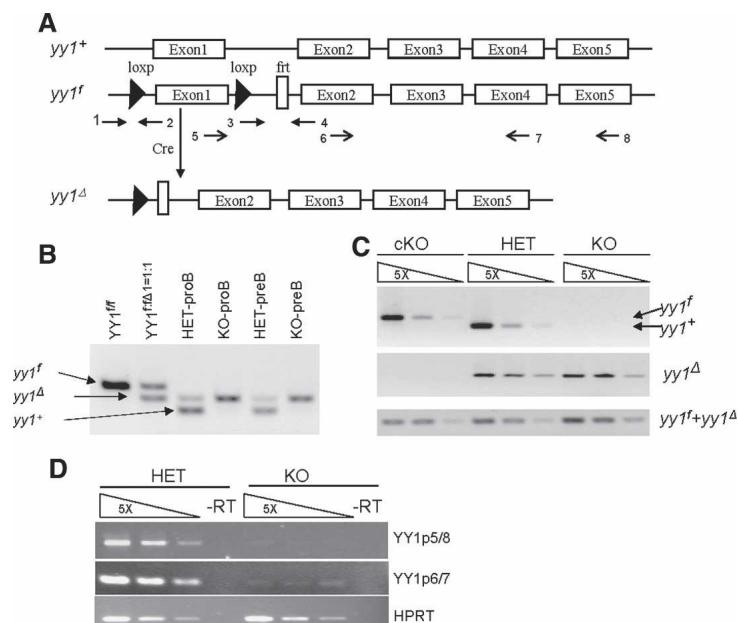 A
yy1+
Exon1 Exon2 Exon3 Exon4 Exon5
loxp loxp frt
yy1f
Exon1 Exon2 Exon3 Exon4 Exon5
1 2 3 4
5 6 7 8
Cre
yy1Δ
Exon2 Exon3 Exon4 Exon5
B
YY1f/f
YY1f:fΔ1=1:1
HET-proB
KO-proB
HET-preB
KO-preB
yy1f
yy1Δ
yy1+
C
cKO HET KO
5X 5X 5X
yy1f
yy1+
yy1Δ
yy1f+yy1Δ
D
HET KO
5X -RT 5X -RT
YY1p5/8
YY1p6/7
HPRT